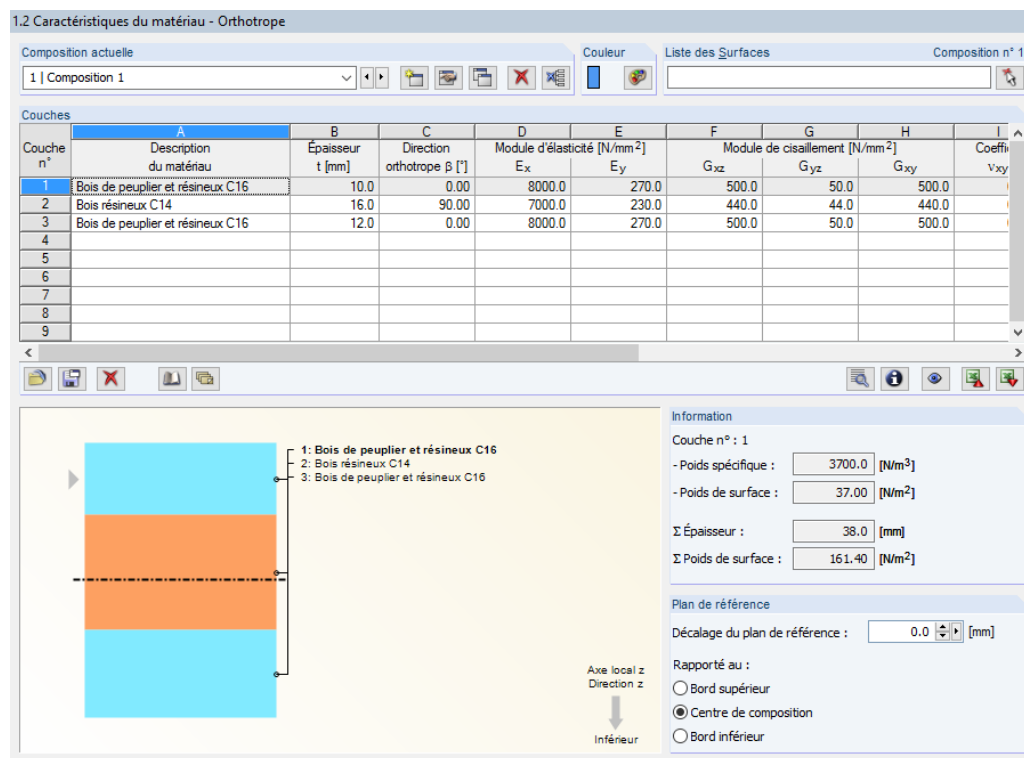 1.2 Caractéristiques du matériau - Orthotrope
Composition actuelle
Couleur
Liste des Surfaces
Composition n° 1
1 | Composition 1
Couches
A B C D E F G H I
Couche Description Épaisseur Direction Module d'élasticité [N/mm²] Module de cisaillement [N/mm²] Coeffi
n° du matériau t [mm] orthotrope β [°] Ex Ey Gxz Gyz Gxy νxy
1 Bois de peuplier et résineux C16 10.0 0.00 8000.0 270.0 500.0 50.0 500.0
2 Bois résineux C14 16.0 90.00 7000.0 230.0 440.0 44.0 440.0
3 Bois de peuplier et résineux C16 12.0 0.00 8000.0 270.0 500.0 50.0 500.0
4
5
6
7
8
9
1: Bois de peuplier et résineux C16
2: Bois résineux C14
3: Bois de peuplier et résineux C16
Axe local z
Direction z
Inférieur
Information
Couche n° : 1
- Poids spécifique : 3700.0 [N/m³]
- Poids de surface : 37.00 [N/m²]
Σ Épaisseur : 38.0 [mm]
Σ Poids de surface : 161.40 [N/m²]
Plan de référence
Décalage du plan de référence : 0.0 [mm]
Rapporté au :
Bord supérieur
Centre de composition
Bord inférieur